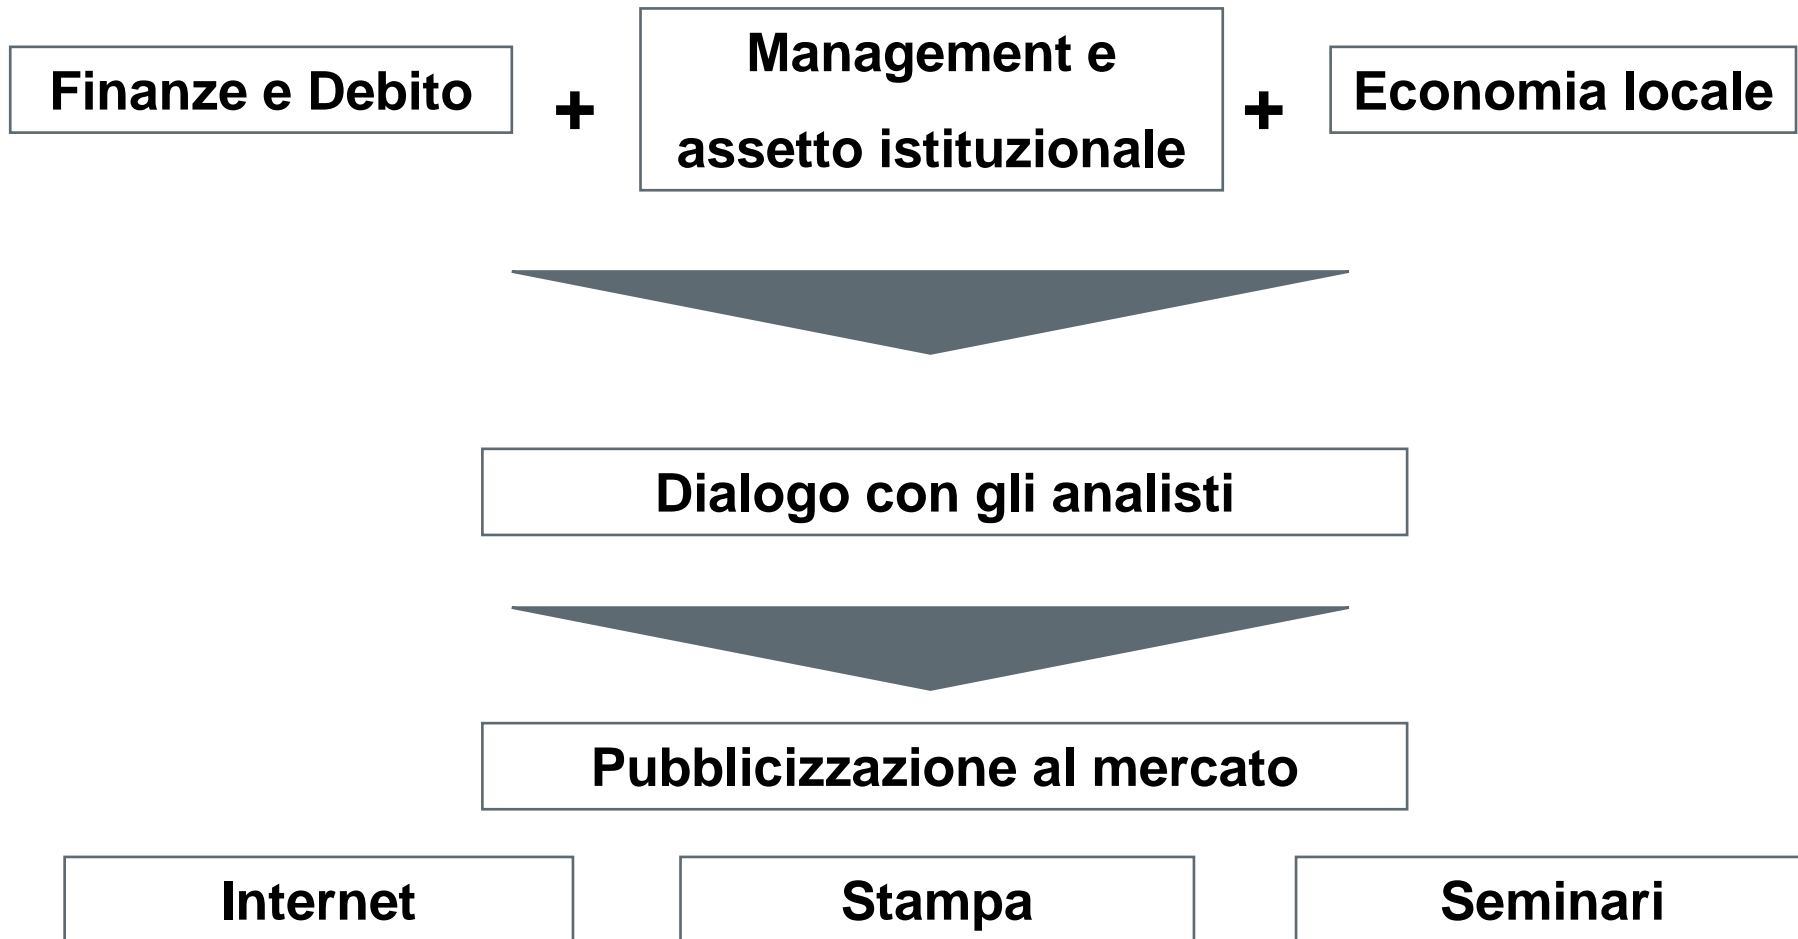 Finanze e Debito
+
Management e
assetto istituzionale
+
Economia locale
Dialogo con gli analisti
Pubblicizzazione al mercato
Internet
Stampa
Seminari